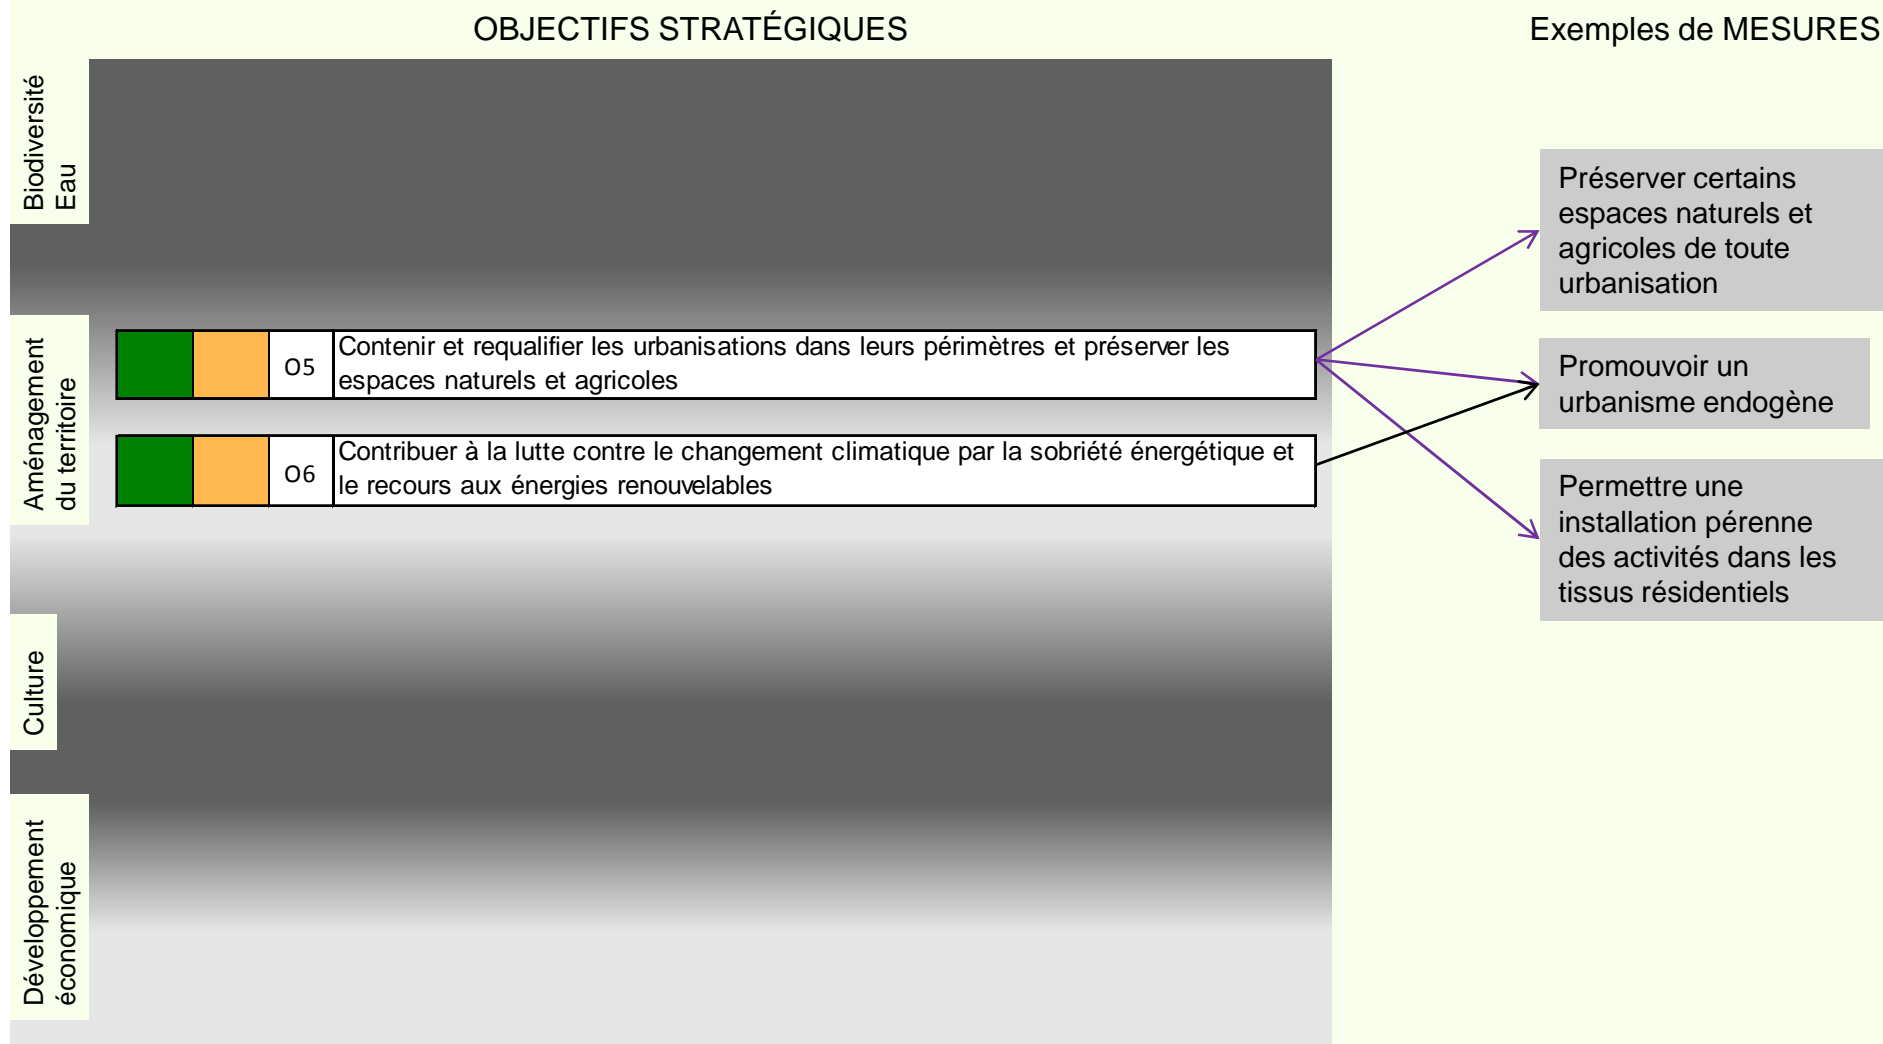 OBJECTIFS STRATÉGIQUES
Exemples de MESURES
Biodiversité
Eau
Aménagement
du territoire
Culture
Développement
économique
O5
Contenir et requalifier les urbanisations dans leurs périmètres et préserver les
espaces naturels et agricoles
O6
Contribuer à la lutte contre le changement climatique par la sobriété énergétique et
le recours aux énergies renouvelables
Préserver certains
espaces naturels et
agricoles de toute
urbanisation
Promouvoir un
urbanisme endogène
Permettre une
installation pérenne
des activités dans les
tissus résidentiels